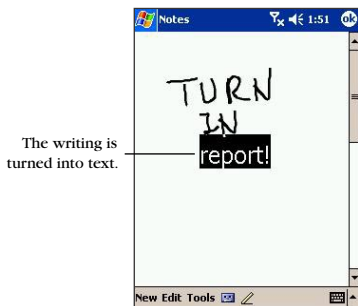 Notes 1:51 ok
TURN
IN
report!
The writing is
turned into text.
New Edit Tools